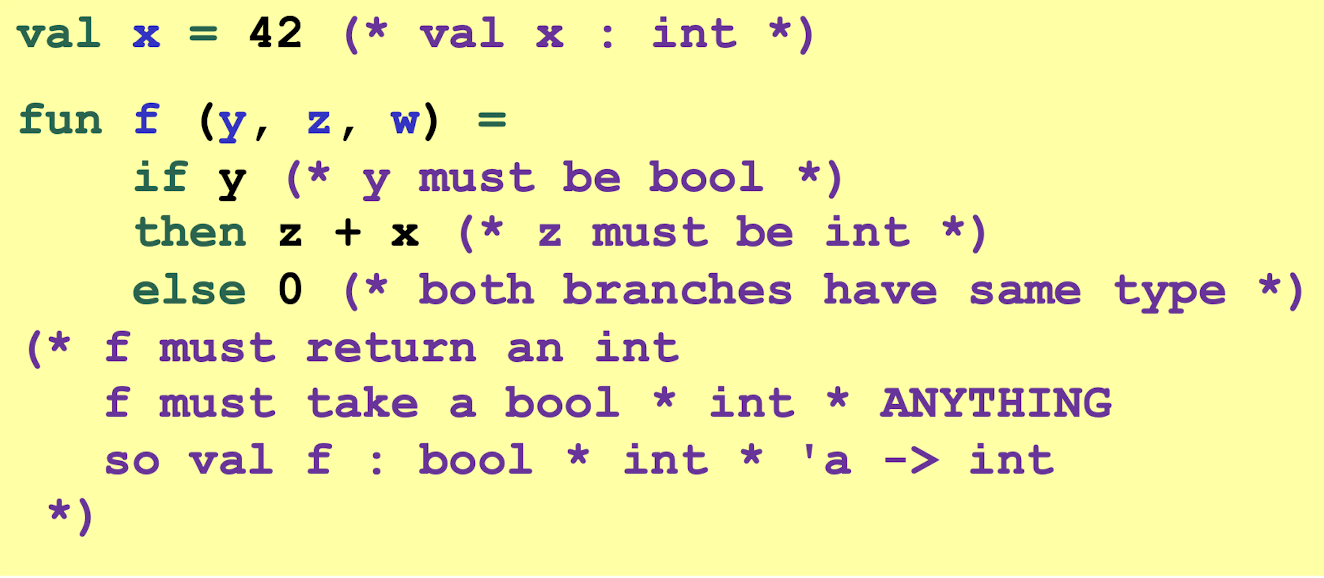 val x = 42 (* val x : int *)
fun f (y, z, w) =
    if y (* y must be bool *)
    then z + x (* z must be int *)
    else 0 (* both branches have same type *)
(* f must return an int
   f must take a bool * int * ANYTHING
   so val f : bool * int * 'a -> int
 *)